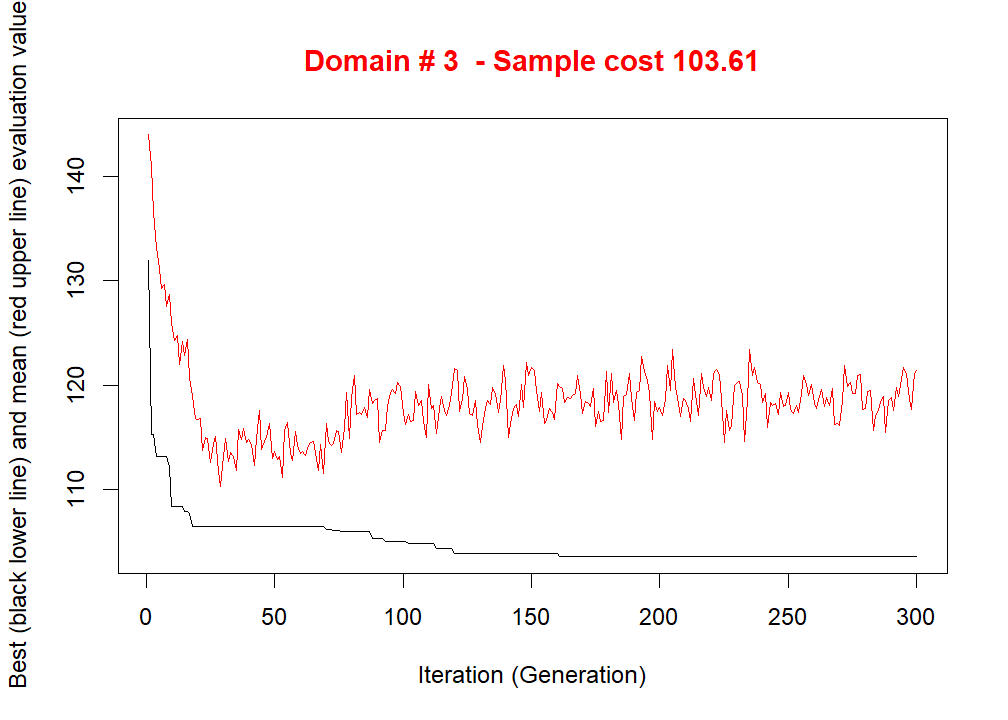 Domain # 3 - Sample cost 103.61
Best (black lower line) and mean (red upper line) evaluation value
140
130
120
110
0 50 100 150 200 250 300
Iteration (Generation)